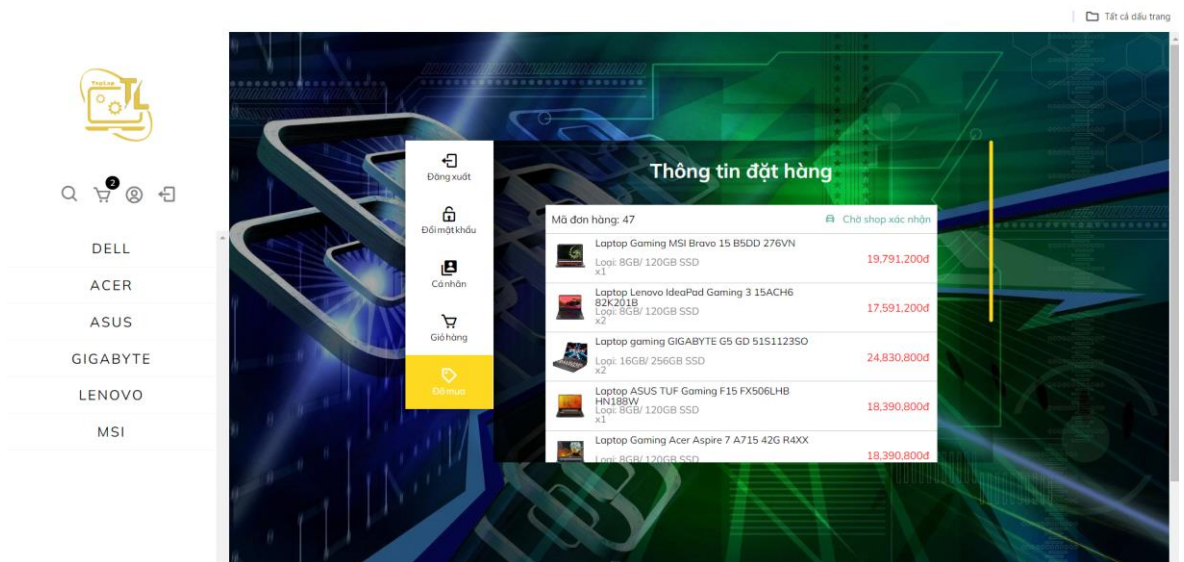 Tất cả dấu trang
TopLap
TL
2
DELL
ACER
ASUS
GIGABYTE
LENOVO
MSI
Đăng xuất
Đổi mật khẩu
Cá nhân
Giỏ hàng
Đã mua
Thông tin đặt hàng
Mã đơn hàng: 47
Chờ shop xác nhận
Laptop Gaming MSI Bravo 15 B5DD 276VN
Loại: 8GB/ 120GB SSD
x1
19,791,200đ
Laptop Lenovo IdeaPad Gaming 3 15ACH6
82K201B
Loại: 8GB/ 120GB SSD
x2
17,591,200đ
Laptop gaming GIGABYTE G5 GD 51S1123SO
Loại: 16GB/ 256GB SSD
x2
24,830,800đ
Laptop ASUS TUF Gaming F15 FX506LHB
HN188W
Loại: 8GB/ 120GB SSD
x1
18,390,800đ
Laptop Gaming Acer Aspire 7 A715 42G R4XX
Loại: 8GB/ 120GB SSD
18,390,800đ